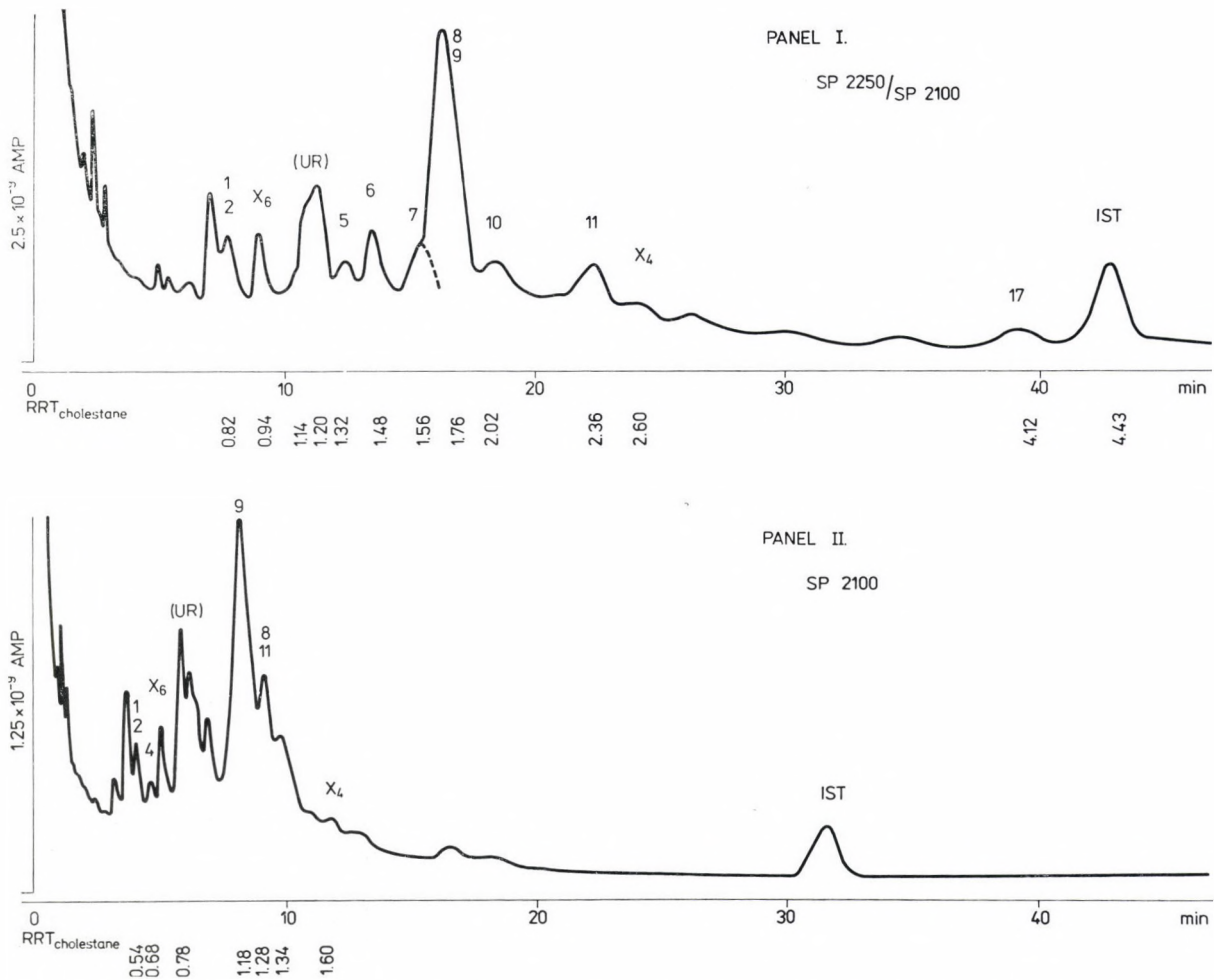 PANEL I.
SP 2250/SP 2100
2.5×10⁻⁹ AMP
1
2
X₆
(UR)
5
6
7
8
9
10
11
X₄
17
IST
0 10 20 30 40 min
RRTcholestane
0.82 0.94 1.14 1.20 1.32 1.48 1.56 1.76 2.02 2.36 2.60 4.12 4.43
PANEL II.
SP 2100
1.25×10⁻⁹ AMP
1
2
4
X₆
(UR)
9
8
11
X₄
IST
0 10 20 30 40 min
RRTcholestane
0.54 0.68 0.78 1.18 1.28 1.34 1.60